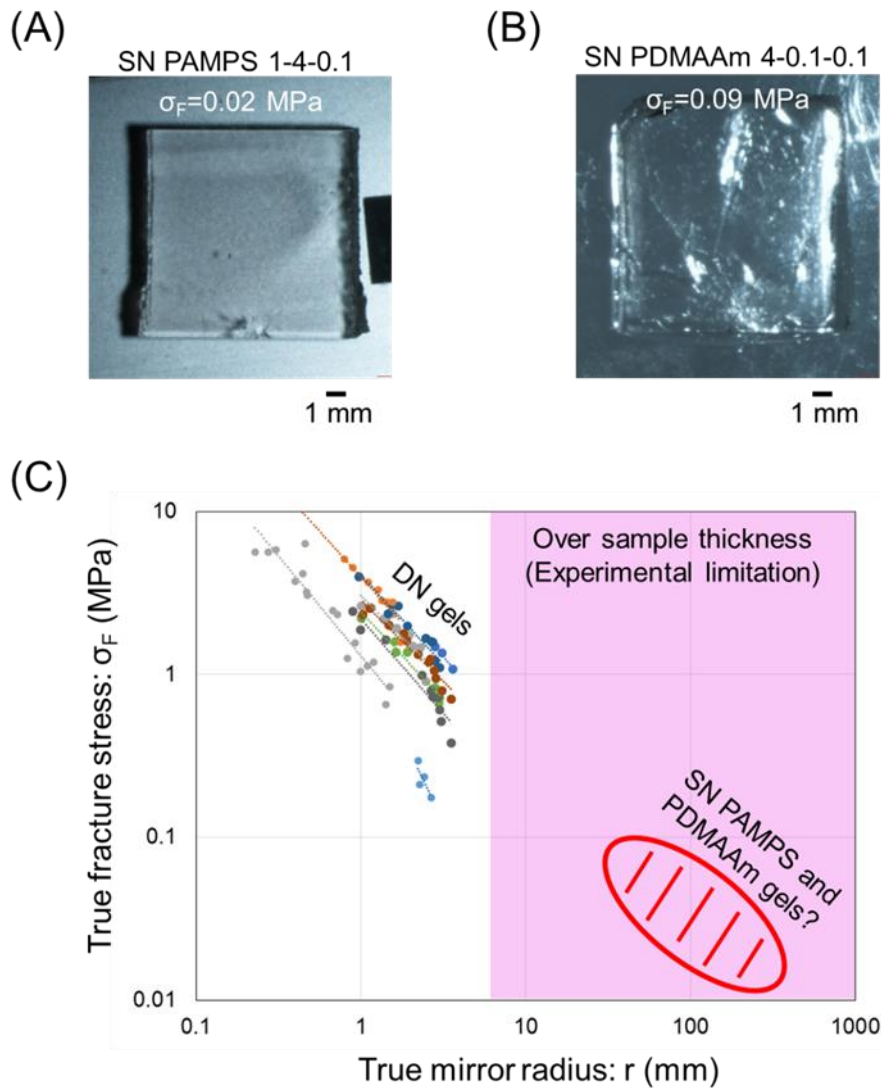 (A)
SN PAMPS 1-4-0.1
σF=0.02 MPa
1 mm
(B)
SN PDMAAm 4-0.1-0.1
σF=0.09 MPa
1 mm
(C)
True fracture stress: σF (MPa)
10
1
0.1
0.01
DN gels
Over sample thickness
(Experimental limitation)
SN PAMPS and
PDMAAm gels?
0.1
1
10
100
1000
True mirror radius: r (mm)